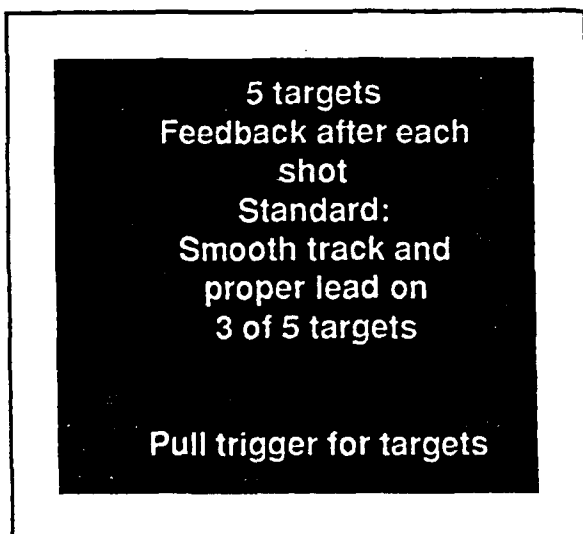 5 targets
Feedback after each
shot
Standard:
Smooth track and
proper lead on
3 of 5 targets
Pull trigger for targets